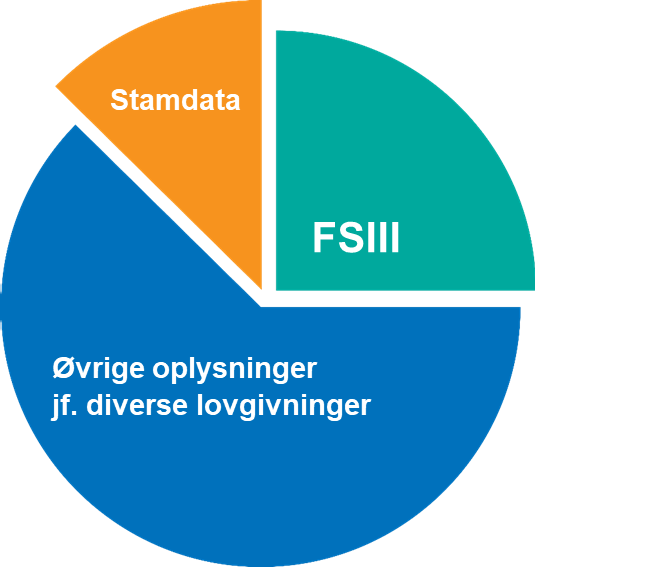 Stamdata
FSIII
Øvrige oplysninger
jf. diverse lovgivninger